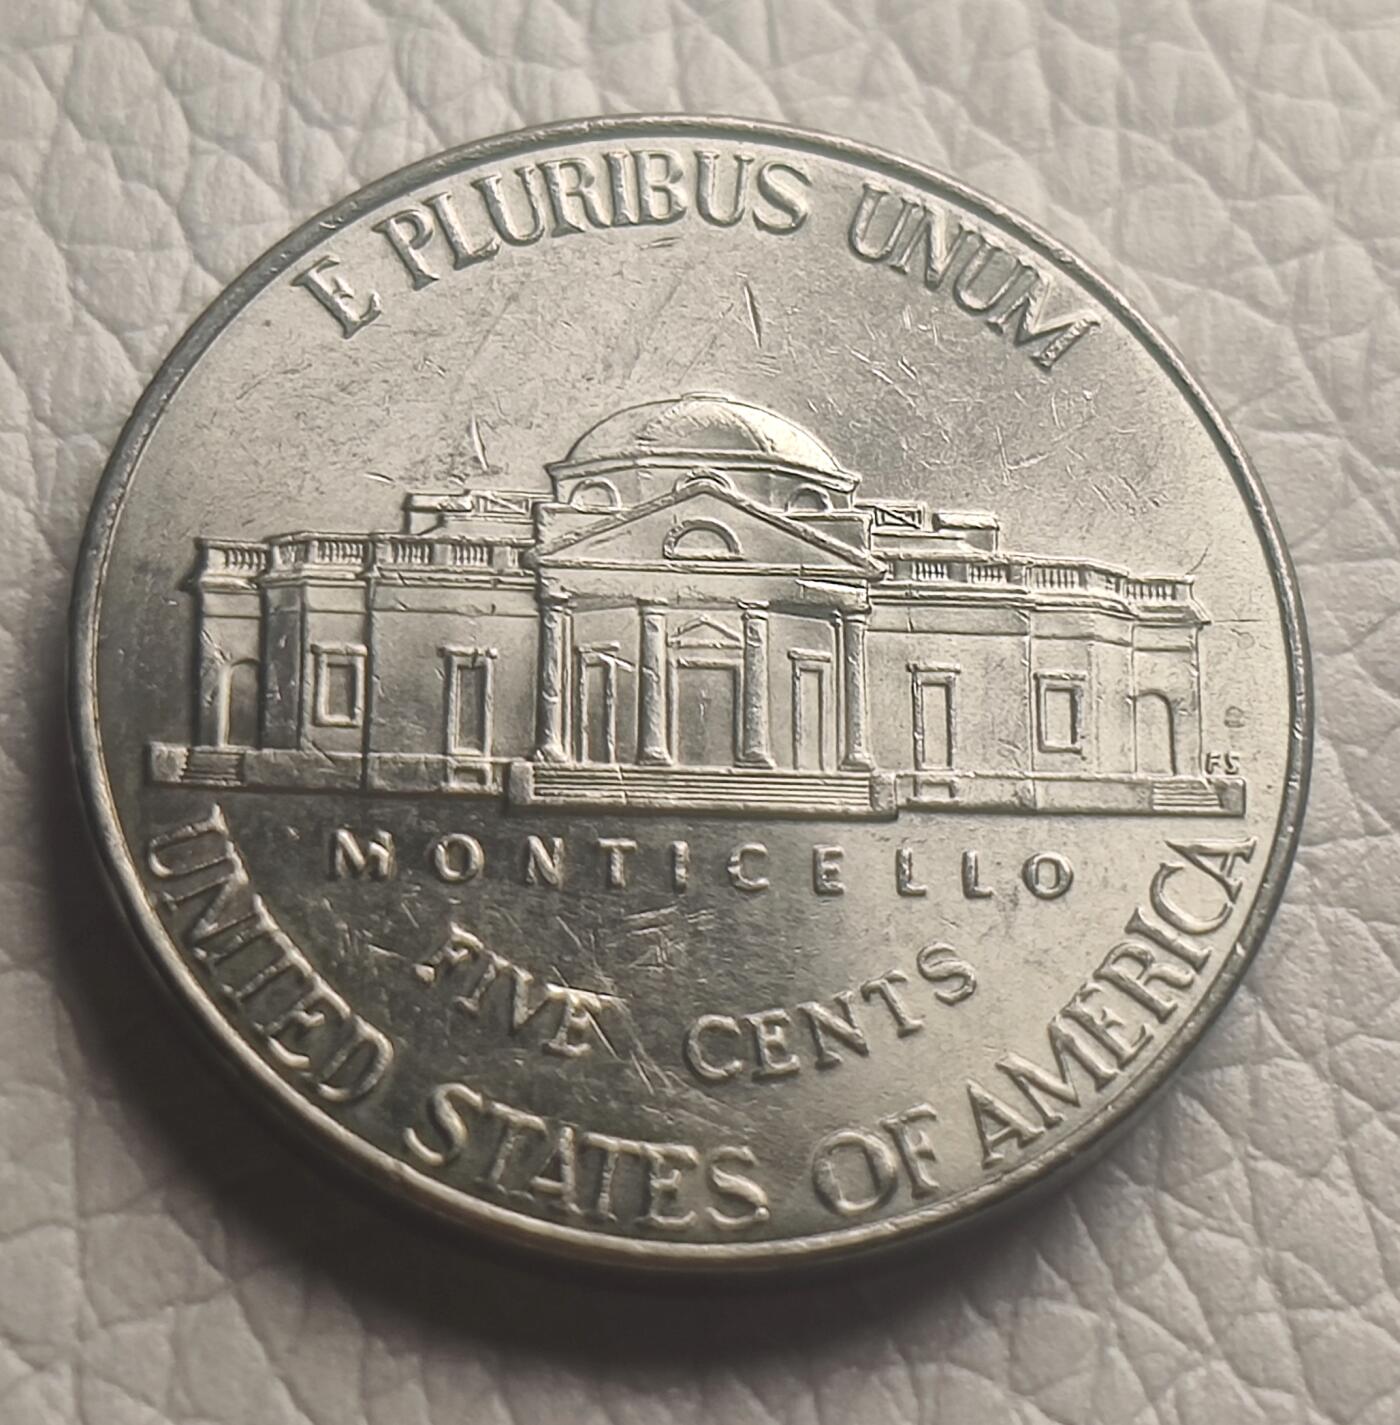 E PLURIBUS UNUM
FS
MONTICELLO
FIVE CENTS
UNITED STATES OF AMERICA